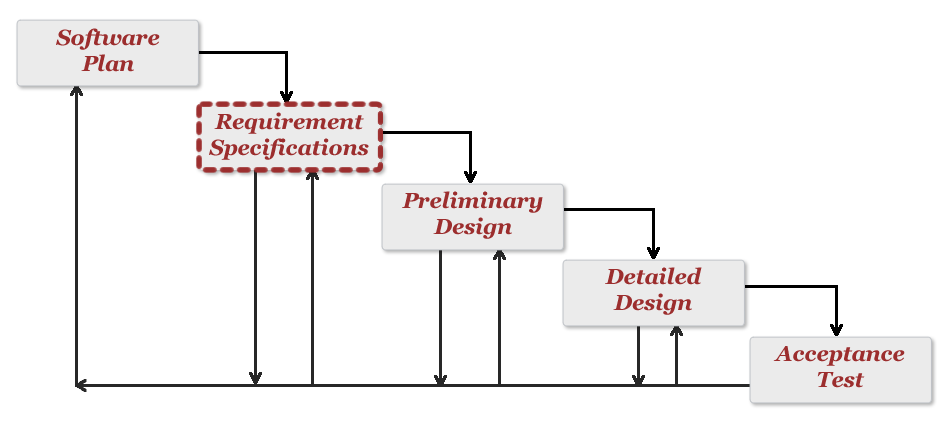 Software
Plan
Requirement
Specifications
Preliminary
Design
Detailed
Design
Acceptance
Test